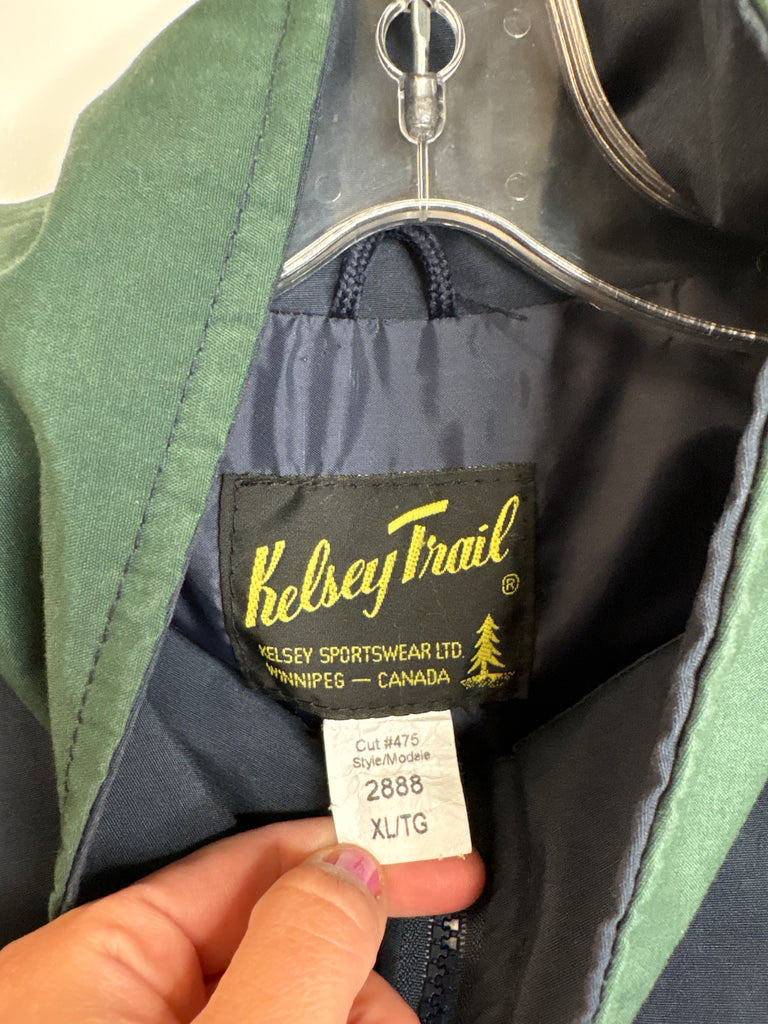 Kelsey Trail ®
KELSEY SPORTSWEAR LTD.
WINNIPEG — CANADA
Cut #475
Style/Modele
2888
XL/TG